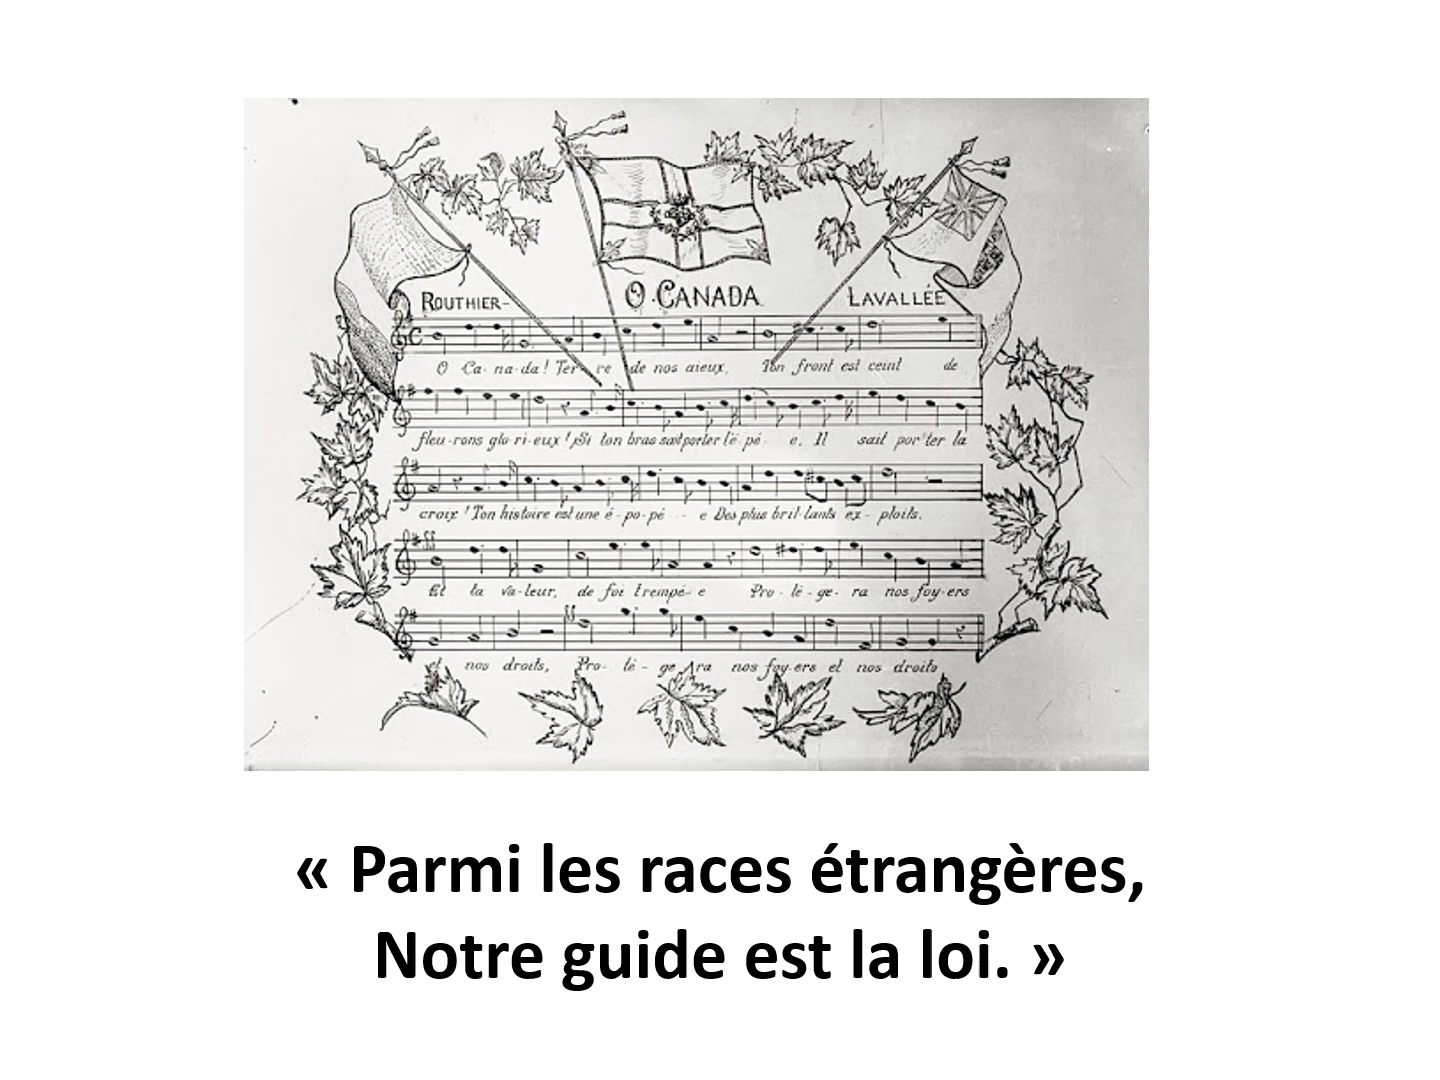 ROUTHIER- O CANADA LAVALLÉE
O Ca-na-da! Ter-re de nos aieux, Ton front est ceint de
fleu-rons glo-ri-eux! Si ton bras sait porter l'é-pé-e, Il sait por-ter la
croix! Ton histoire est une é-po-pé-e Des plus bril-lants ex-ploits.
Et ta va-leur, de foi trempé-e Pro-té-ge-ra nos foy-ers
et nos droits, Pro-té-ge-ra nos foy-ers et nos droits,
« Parmi les races étrangères,
Notre guide est la loi. »